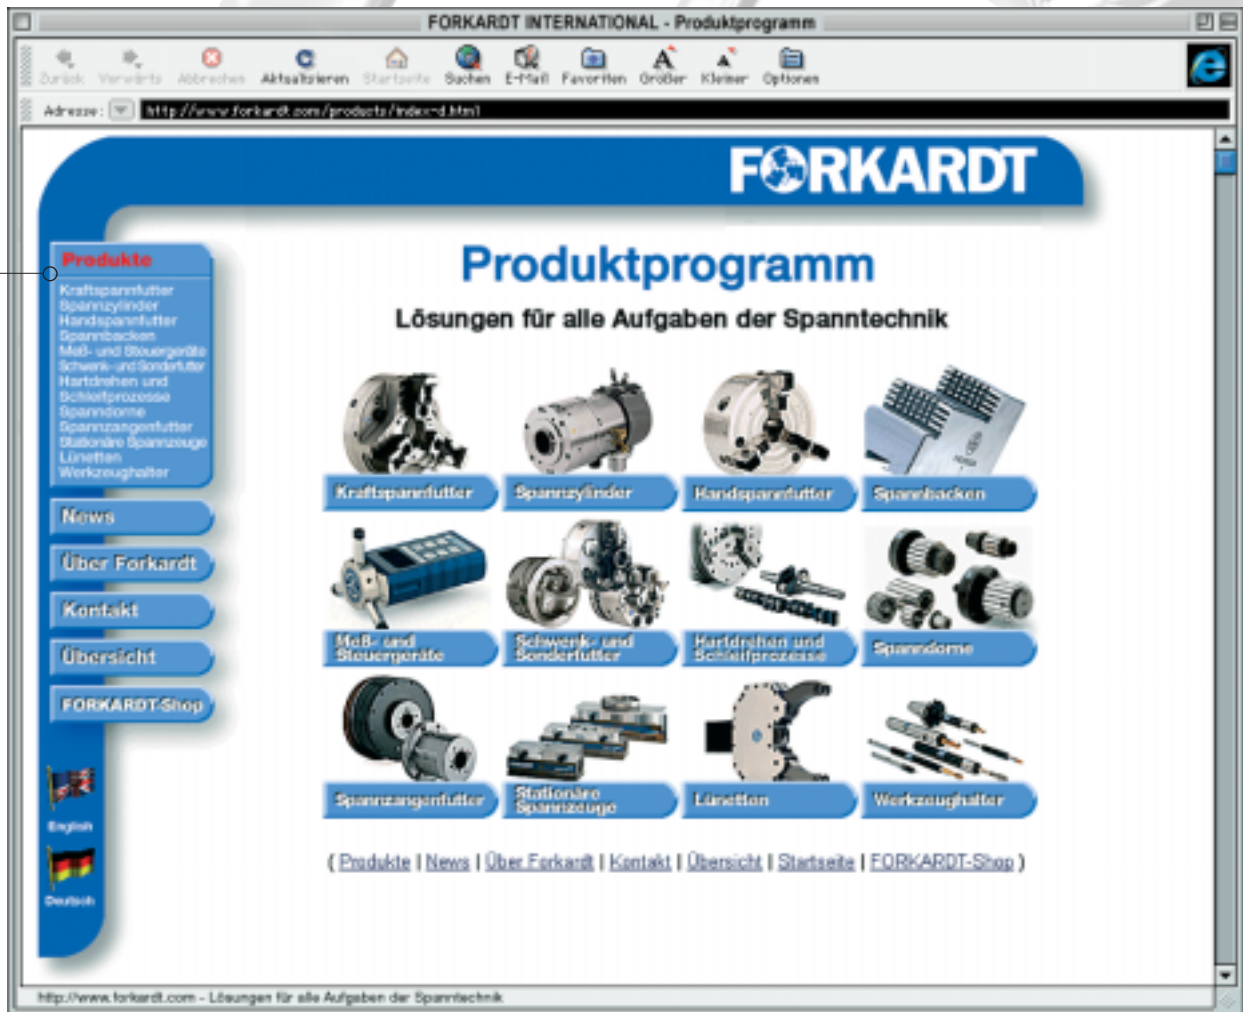 FORKARDT INTERNATIONAL - Produktprogramm
Zurück Vorwärts Abbrechen Aktualisieren Startseite Suchen E-Mail Favoriten Größer Kleiner Optionen
Adresse: http://www.forkardt.com/products/index-d.html
FORKARDT
Produkte
Kraftspannfutter
Spannzylinder
Handspannfutter
Spannbacken
Meß- und Steuergeräte
Schwenk- und Sonderfutter
Hartdrehen und
Schleifprozesse
Spanndorne
Spannzangenfutter
Stationäre Spannzeuge
Lünetten
Werkzeughalter
News
Über Forkardt
Kontakt
Übersicht
FORKARDT-Shop
English
Deutsch
Produktprogramm
Lösungen für alle Aufgaben der Spanntechnik
Kraftspannfutter
Spannzylinder
Handspannfutter
Spannbacken
Meß- und
Steuergeräte
Schwenk- und
Sonderfutter
Hartdrehen und
Schleifprozesse
Spanndorne
Spannzangenfutter
Stationäre
Spannzeuge
Lünetten
Werkzeughalter
( Produkte | News | Über Forkardt | Kontakt | Übersicht | Startseite | FORKARDT-Shop )
http://www.forkardt.com - Lösungen für alle Aufgaben der Spanntechnik